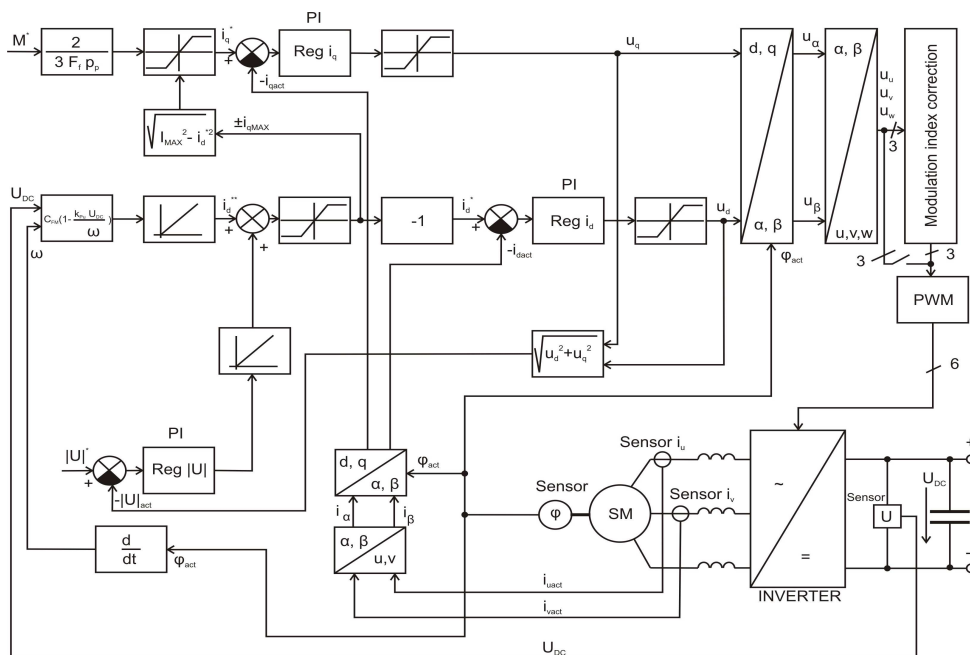 M*
2
3 F_f p_p
i_q*
+
-i_qact
PI
Reg i_q
u_q
d, q
α, β
u_α
u_β
α, β
u,v,w
u_u
u_v
u_w
3
Modulation index correction
√(I_MAX² - i_d*²)
±i_qMAX
U_DC
ω
i_d**
+
+
-1
i_d*
+
-i_dact
PI
Reg i_d
u_d
φ_act
3
3
PWM
6
√(u_d²+u_q²)
|U|*
+
-|U|_act
PI
Reg |U|
d, q
α, β
φ_act
i_α
i_β
α, β
u,v
d
dt
φ_act
Sensor
φ
SM
Sensor i_u
Sensor i_v
i_uact
i_vact
~
=
INVERTER
Sensor
U
U_DC
+
−
U_DC